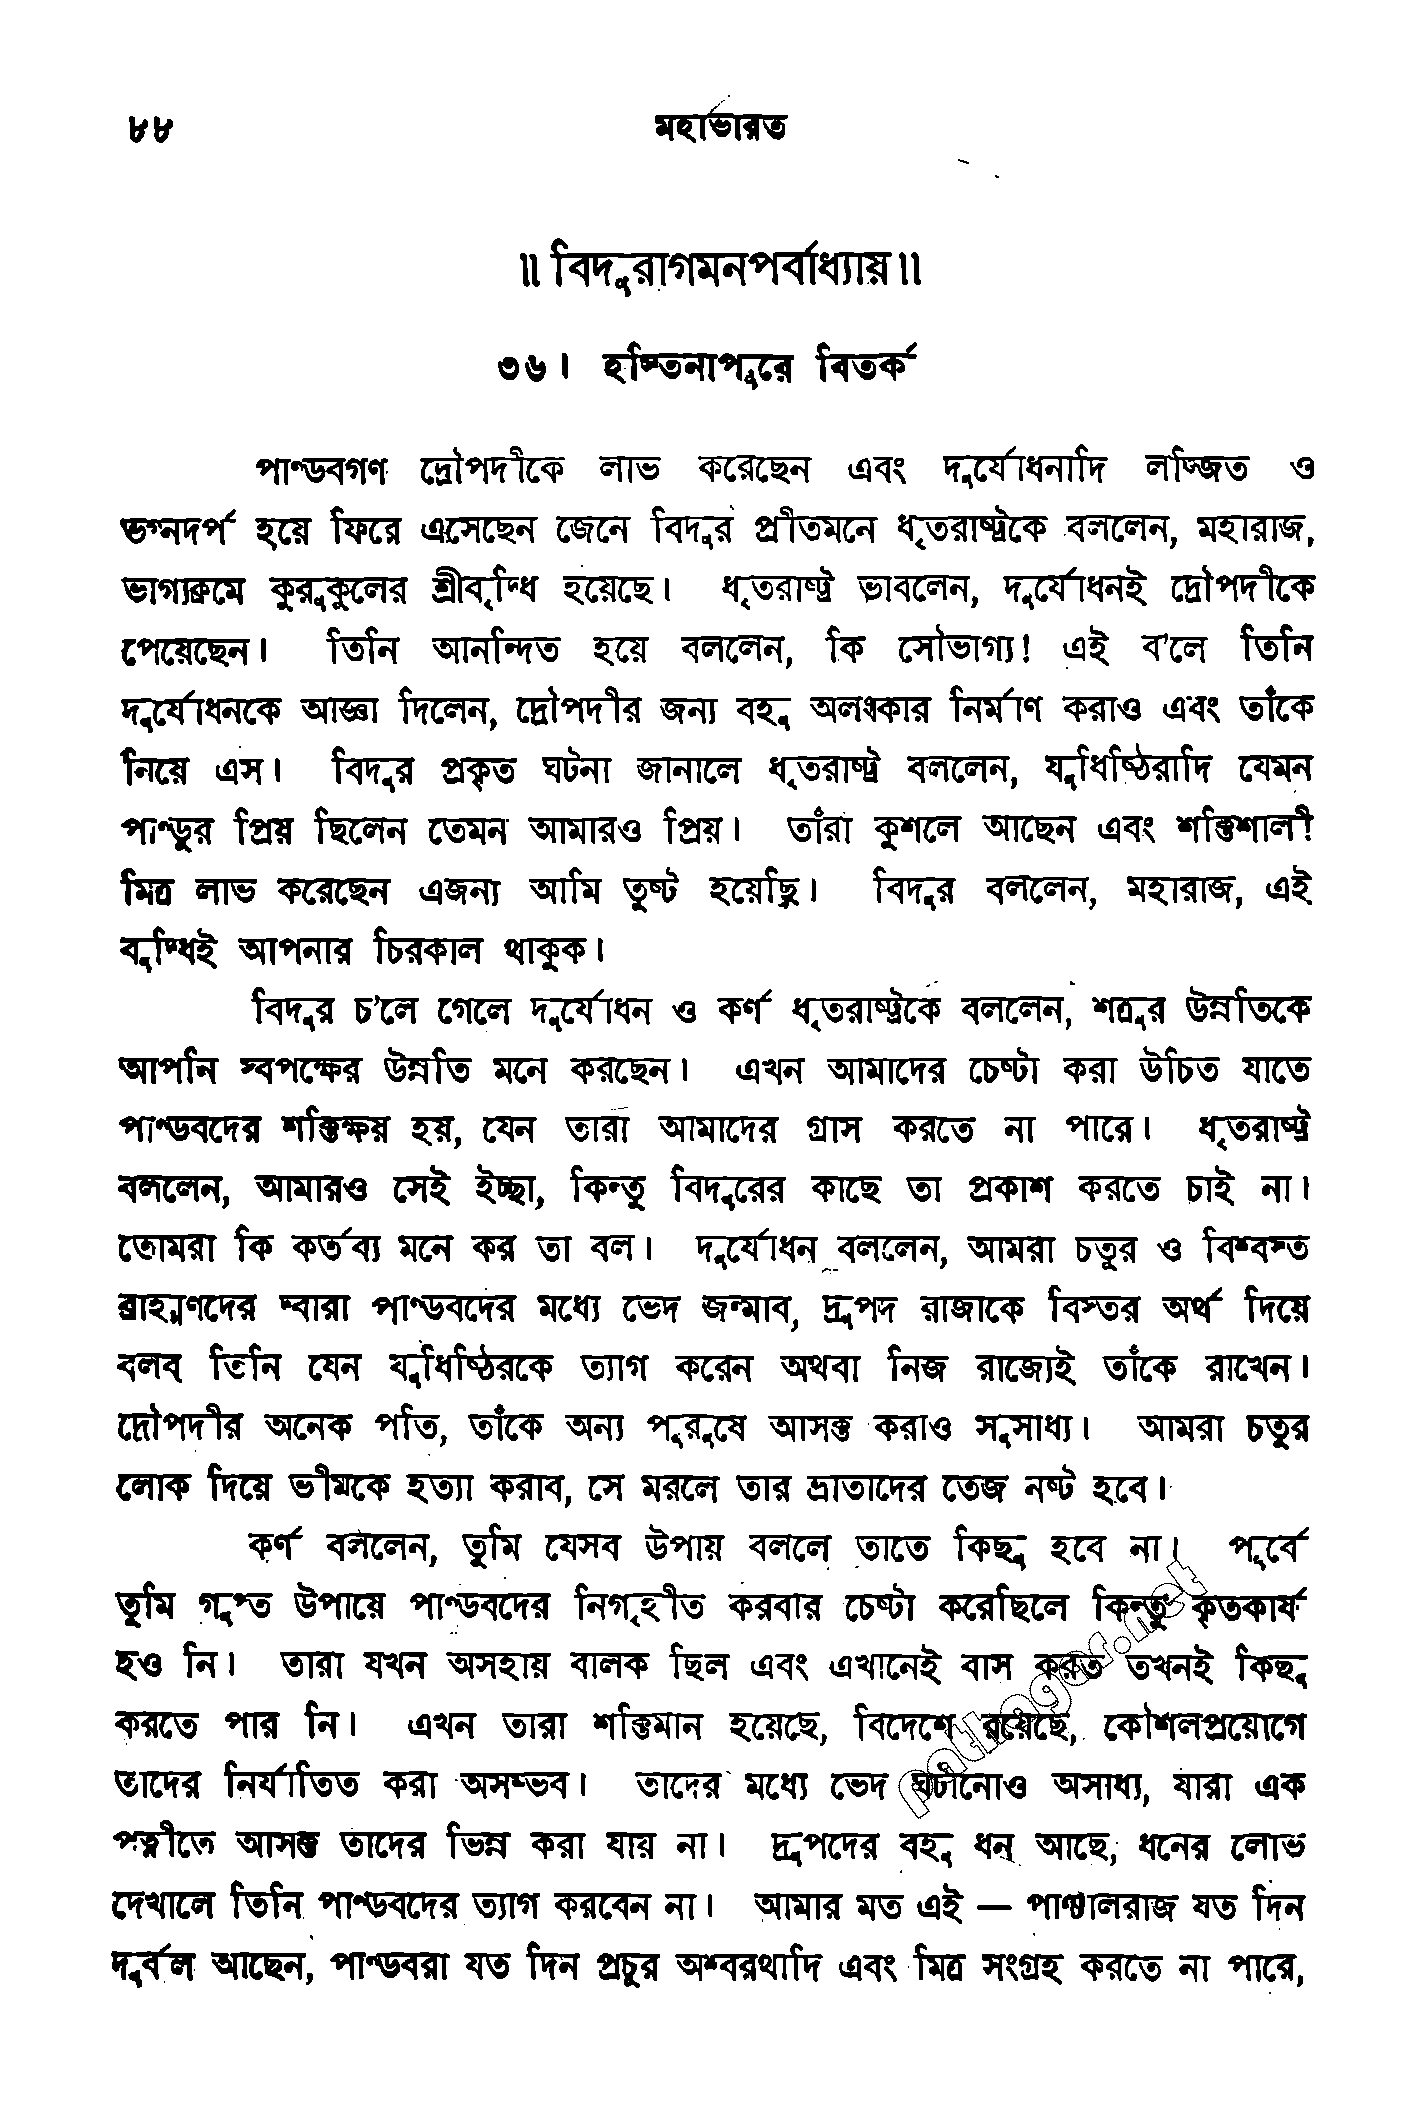 ৮৮ মহাভারত
॥ বিদুরাগমনপর্বাধ্যায় ॥
৩৬। হস্তিনাপুরে বিতর্ক
পাণ্ডবগণ দ্রৌপদীকে লাভ করেছেন এবং দুর্যোধনাদি লজ্জিত ও
ভগ্নদর্প হয়ে ফিরে এসেছেন জেনে বিদুর প্রীতমনে ধৃতরাষ্ট্রকে বললেন, মহারাজ,
ভাগ্যক্রমে কুরুকুলের শ্রীবৃদ্ধি হয়েছে। ধৃতরাষ্ট্র ভাবলেন, দুর্যোধনই দ্রৌপদীকে
পেয়েছেন। তিনি আনন্দিত হয়ে বললেন, কি সৌভাগ্য! এই ব'লে তিনি
দুর্যোধনকে আজ্ঞা দিলেন, দ্রৌপদীর জন্য বহু অলংকার নির্মাণ করাও এবং তাঁকে
নিয়ে এস। বিদুর প্রকৃত ঘটনা জানালে ধৃতরাষ্ট্র বললেন, যুধিষ্ঠিরাদি যেমন
পাণ্ডুর প্রিয় ছিলেন তেমন আমারও প্রিয়। তাঁরা কুশলে আছেন এবং শক্তিশালী
মিত্র লাভ করেছেন এজন্য আমি তুষ্ট হয়েছি। বিদুর বললেন, মহারাজ, এই
বুদ্ধিই আপনার চিরকাল থাকুক।
বিদুর চ'লে গেলে দুর্যোধন ও কর্ণ ধৃতরাষ্ট্রকে বললেন, শত্রুর উন্নতিকে
আপনি স্বপক্ষের উন্নতি মনে করছেন। এখন আমাদের চেষ্টা করা উচিত যাতে
পাণ্ডবদের শক্তিক্ষয় হয়, যেন তারা আমাদের গ্রাস করতে না পারে। ধৃতরাষ্ট্র
বললেন, আমারও সেই ইচ্ছা, কিন্তু বিদুরের কাছে তা প্রকাশ করতে চাই না।
তোমরা কি কর্তব্য মনে কর তা বল। দুর্যোধন বললেন, আমরা চতুর ও বিশ্বস্ত
ব্রাহ্মণদের দ্বারা পাণ্ডবদের মধ্যে ভেদ জন্মাব, দ্রুপদ রাজাকে বিস্তর অর্থ দিয়ে
বলব তিনি যেন যুধিষ্ঠিরকে ত্যাগ করেন অথবা নিজ রাজ্যেই তাঁকে রাখেন।
দ্রৌপদীর অনেক পতি, তাঁকে অন্য পুরুষে আসক্ত করাও সুসাধ্য। আমরা চতুর
লোক দিয়ে ভীমকে হত্যা করাব, সে মরলে তার ভ্রাতাদের তেজ নষ্ট হবে।
কর্ণ বললেন, তুমি যেসব উপায় বললে তাতে কিছু হবে না। পূর্বে
তুমি গুপ্ত উপায়ে পাণ্ডবদের নিগৃহীত করবার চেষ্টা করেছিলে কিন্তু কৃতকার্য
হও নি। তারা যখন অসহায় বালক ছিল এবং এখানেই বাস করত তখনই কিছু
করতে পার নি। এখন তারা শক্তিমান হয়েছে, বিদেশে রয়েছে, কৌশলপ্রয়োগে
তাদের নির্যাতিত করা অসম্ভব। তাদের মধ্যে ভেদ ঘটানোও অসাধ্য, যারা এক
পত্নীতে আসক্ত তাদের ভিন্ন করা যায় না। দ্রুপদের বহু ধন আছে, ধনের লোভ
দেখালে তিনি পাণ্ডবদের ত্যাগ করবেন না। আমার মত এই — পাঞ্চালরাজ যত দিন
দুর্বল আছেন, পাণ্ডবরা যত দিন প্রচুর অশ্বরথাদি এবং মিত্র সংগ্রহ করতে না পারে,
pathagar.net